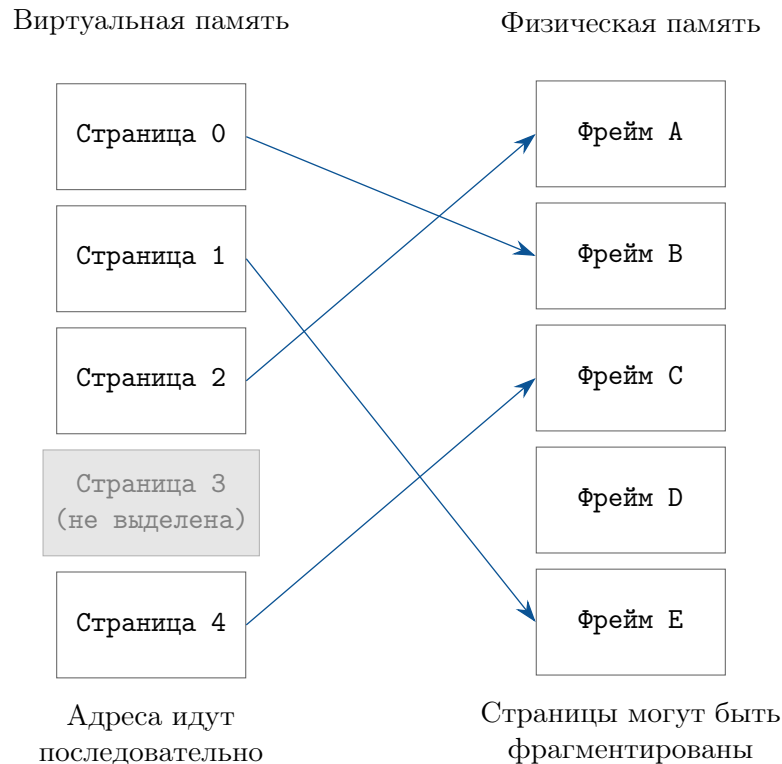 Виртуальная память
Физическая память
Страница 0
Фрейм A
Страница 1
Фрейм B
Страница 2
Фрейм C
Страница 3
(не выделена)
Фрейм D
Страница 4
Фрейм E
Адреса идут
последовательно
Страницы могут быть
фрагментированы